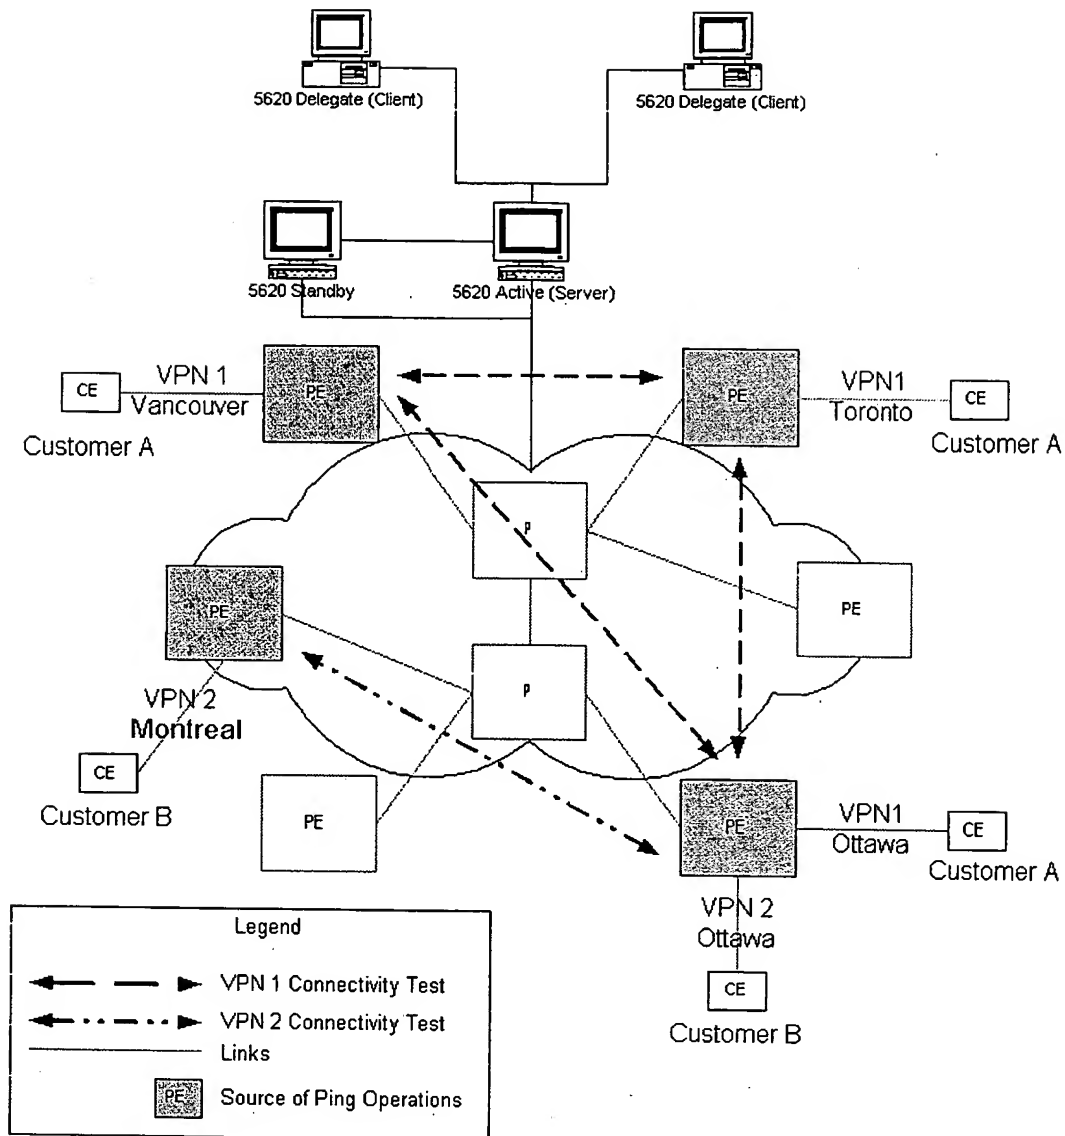 5620 Delegate (Client)
5620 Delegate (Client)
5620 Standby
5620 Active (Server)
CE
VPN 1
Vancouver
Customer A
PE
PE
VPN1
Toronto
CE
Customer A
P
PE
PE
P
VPN 2
Montreal
CE
Customer B
PE
PE
VPN1
Ottawa
CE
Customer A
VPN 2
Ottawa
CE
Customer B
Legend
VPN 1 Connectivity Test
VPN 2 Connectivity Test
Links
PE
Source of Ping Operations